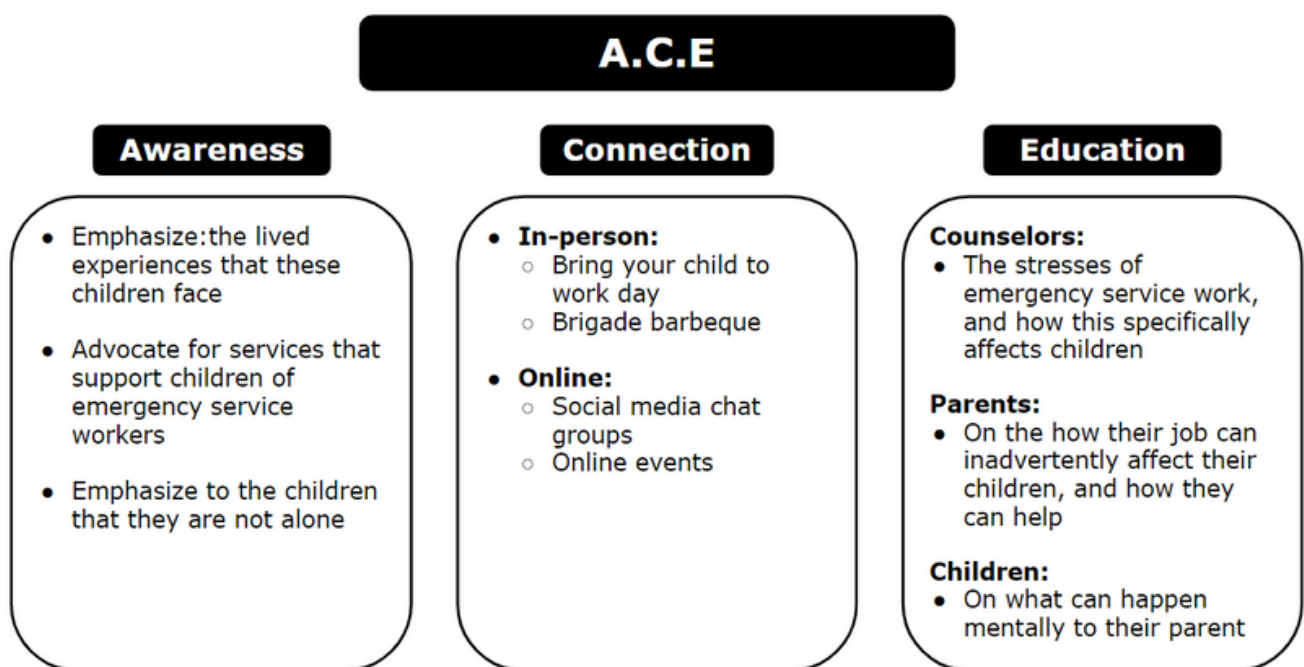 A.C.E
Awareness
● Emphasize:the lived
experiences that these
children face
● Advocate for services that
support children of
emergency service
workers
● Emphasize to the children
that they are not alone
Connection
● In-person:
○ Bring your child to
work day
○ Brigade barbeque
● Online:
○ Social media chat
groups
○ Online events
Education
Counselors:
● The stresses of
emergency service work,
and how this specifically
affects children
Parents:
● On the how their job can
inadvertently affect their
children, and how they
can help
Children:
● On what can happen
mentally to their parent